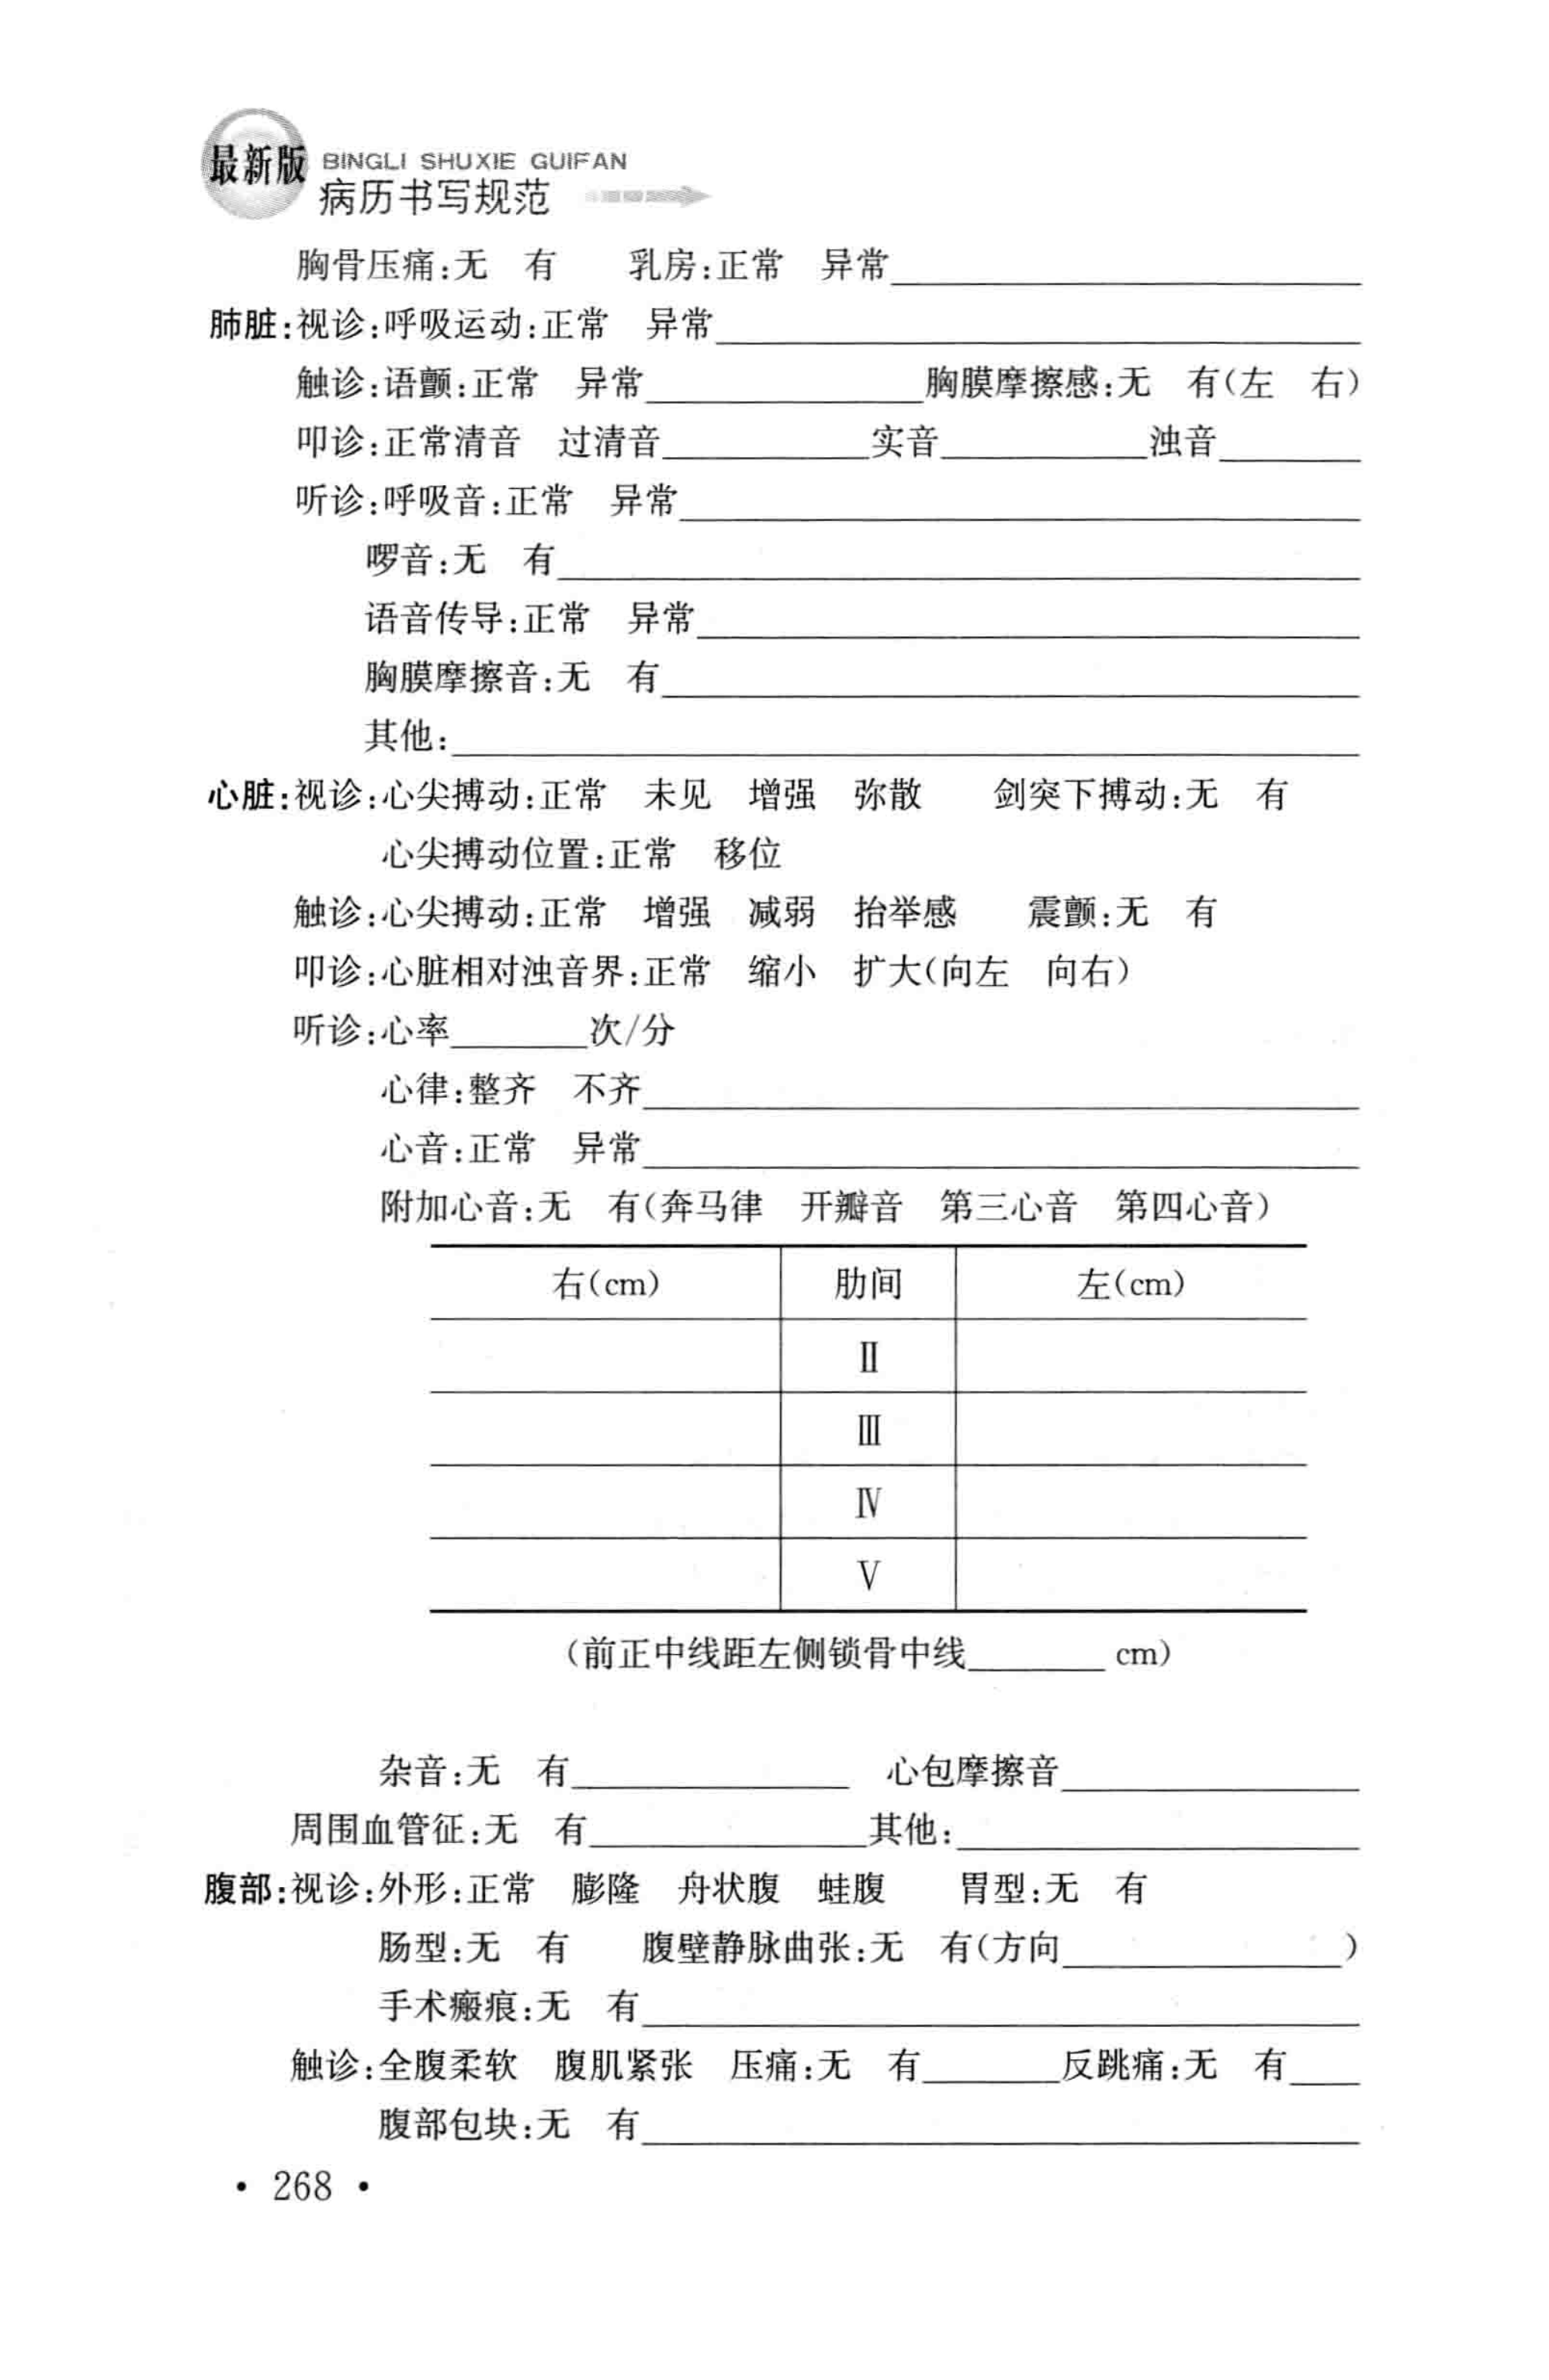 最新版 BINGLI SHUXIE GUIFAN
病历书写规范
胸骨压痛:无　有　　乳房:正常　异常____________
肺脏:视诊:呼吸运动:正常　异常____________
触诊:语颤:正常　异常____________胸膜摩擦感:无　有(左　右)
叩诊:正常清音　过清音________实音________浊音________
听诊:呼吸音:正常　异常____________
啰音:无　有____________
语音传导:正常　异常____________
胸膜摩擦音:无　有____________
其他:____________
心脏:视诊:心尖搏动:正常　未见　增强　弥散　　剑突下搏动:无　有
心尖搏动位置:正常　移位
触诊:心尖搏动:正常　增强　减弱　抬举感　　震颤:无　有
叩诊:心脏相对浊音界:正常　缩小　扩大(向左　向右)
听诊:心率________次/分
心律:整齐　不齐____________
心音:正常　异常____________
附加心音:无　有(奔马律　开瓣音　第三心音　第四心音)
右(cm)　肋间　左(cm)
Ⅱ
Ⅲ
Ⅳ
Ⅴ
(前正中线距左侧锁骨中线________ cm)
杂音:无　有____________　心包摩擦音____________
周围血管征:无　有____________其他:____________
腹部:视诊:外形:正常　膨隆　舟状腹　蛙腹　　胃型:无　有
肠型:无　有　　腹壁静脉曲张:无　有(方向____________)
手术瘢痕:无　有____________
触诊:全腹柔软　腹肌紧张　压痛:无　有________反跳痛:无　有____
腹部包块:无　有____________
· 268 ·